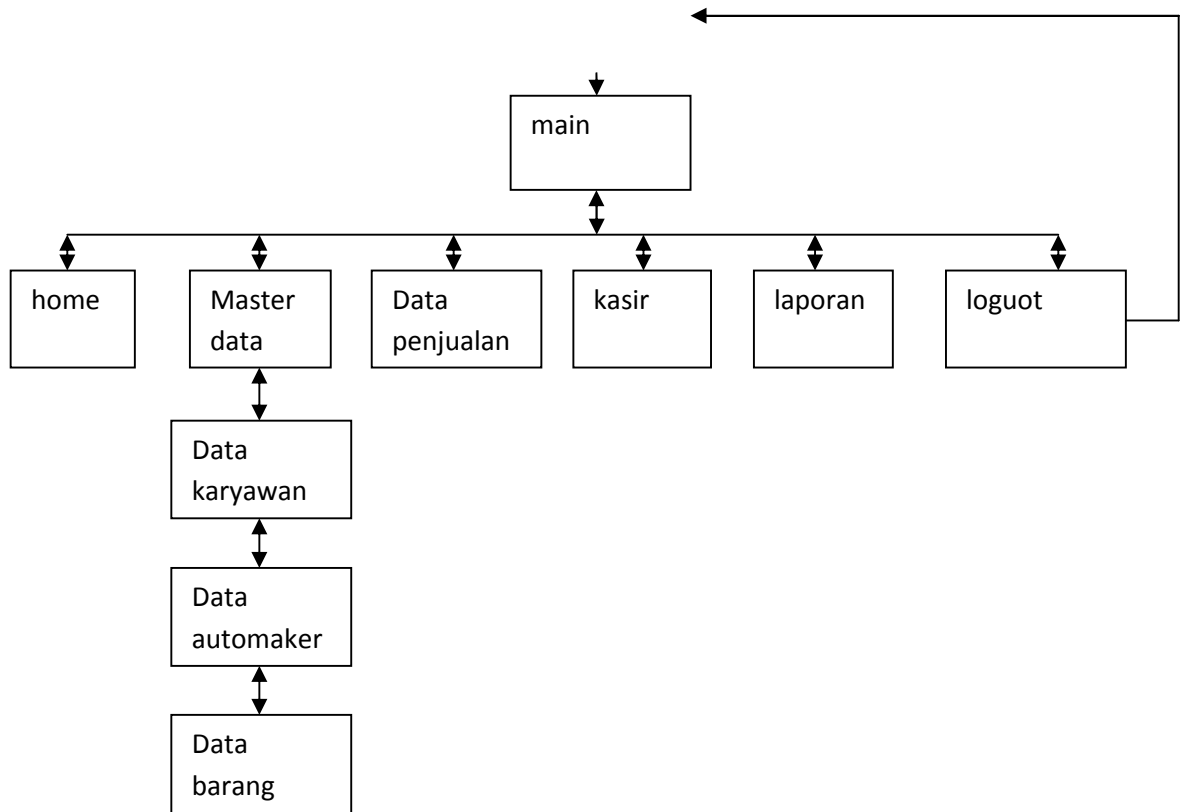 main
home
Master
data
Data
penjualan
kasir
laporan
loguot
Data
karyawan
Data
automaker
Data
barang